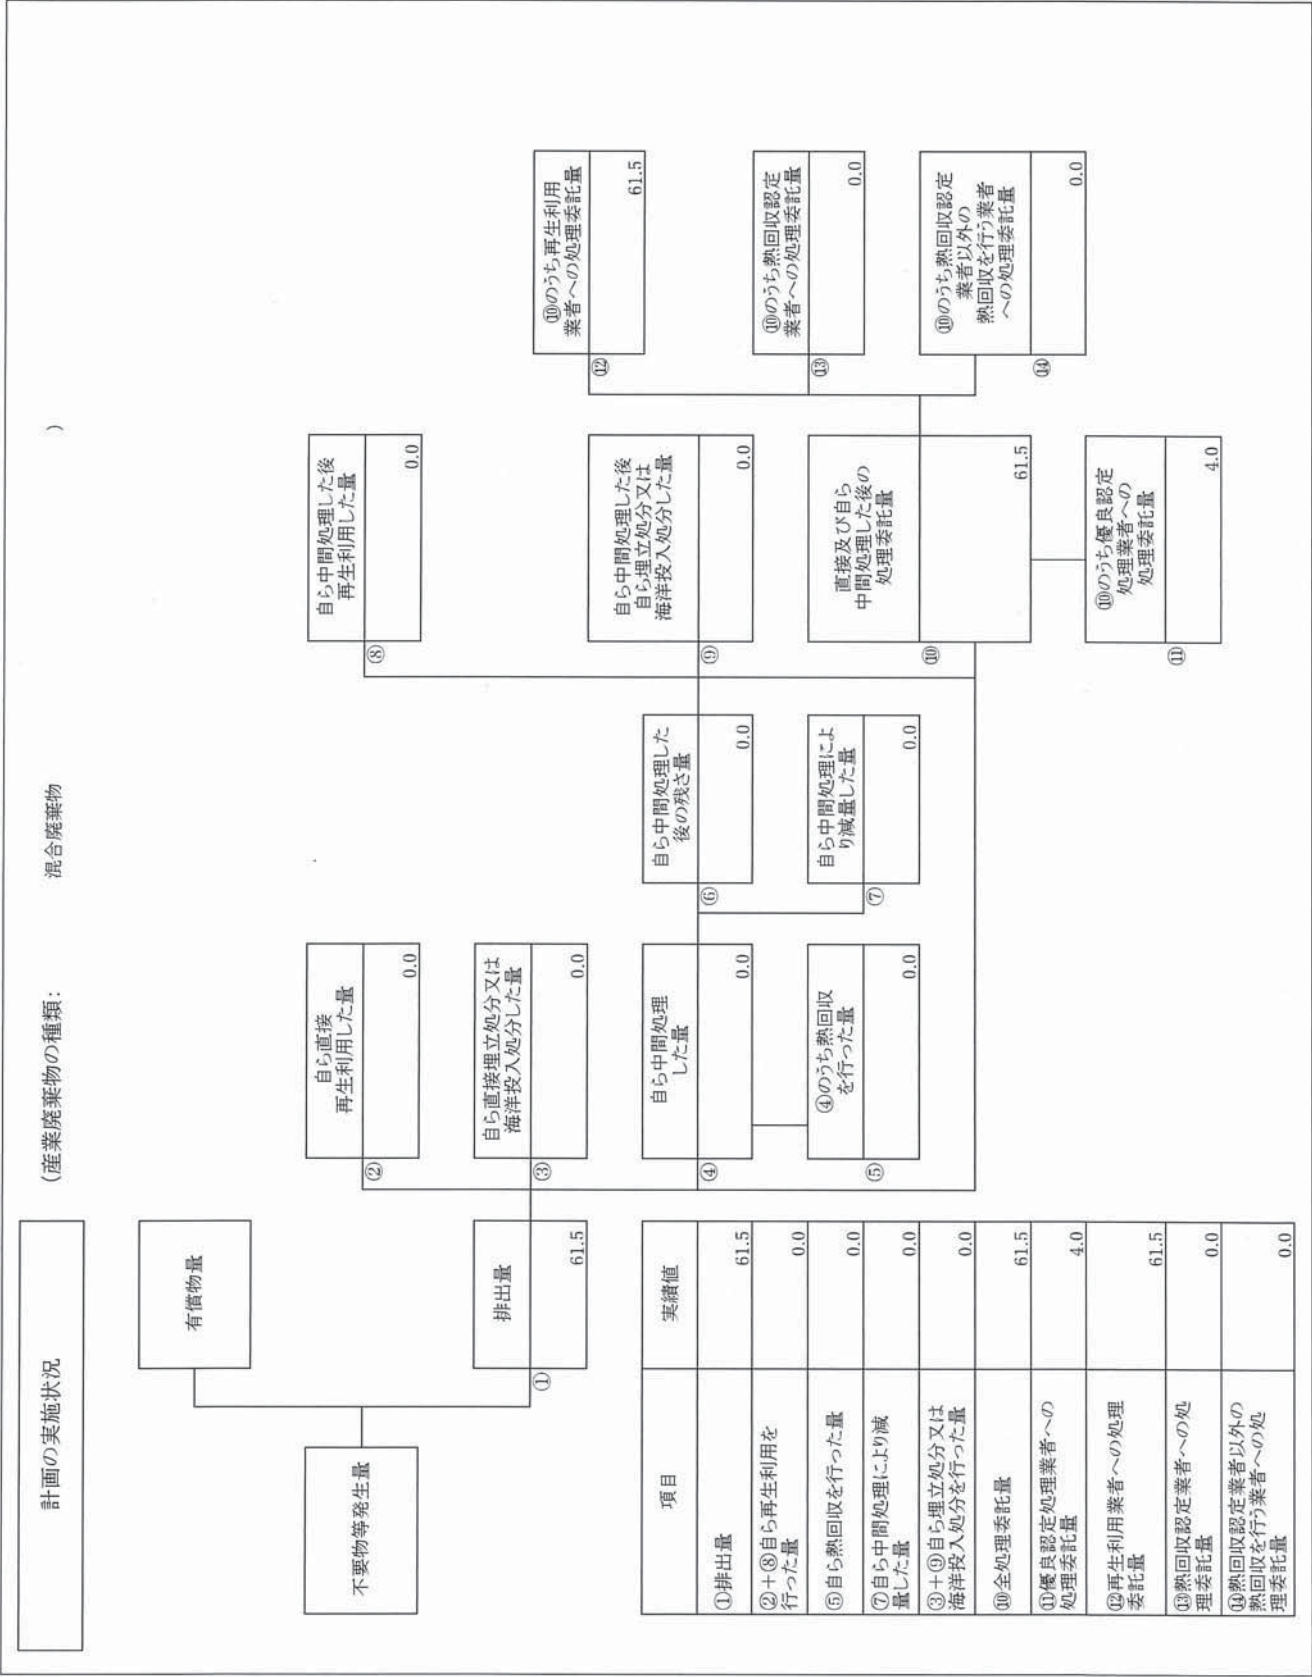 計画の実施状況
(産業廃棄物の種類: 混合廃棄物 )
不要物等発生量
有償物量
排出量
① 61.5
自ら直接
再生利用した量
② 0.0
自ら直接埋立処分又は
海洋投入処分した量
③ 0.0
自ら中間処理
した量
④ 0.0
④のうち熱回収
を行った量
⑤ 0.0
自ら中間処理した
後の残さ量
⑥ 0.0
自ら中間処理によ
り減量した量
⑦ 0.0
自ら中間処理した後
再生利用した量
⑧ 0.0
自ら中間処理した後
自ら埋立処分又は
海洋投入処分した量
⑨ 0.0
直接及び自ら
中間処理した後の
処理委託量
⑩ 61.5
⑩のうち優良認定
処理業者への
処理委託量
⑪ 4.0
⑩のうち再生利用
業者への処理委託量
⑫ 61.5
⑩のうち熱回収認定
業者への処理委託量
⑬ 0.0
⑩のうち熱回収認定
業者以外の
熱回収を行う業者
への処理委託量
⑭ 0.0
項目 実績値
①排出量 61.5
②+⑧自ら再生利用を
行った量 0.0
⑤自ら熱回収を行った量 0.0
⑦自ら中間処理により減
量した量 0.0
③+⑨自ら埋立処分又は
海洋投入処分を行った量 0.0
⑩全処理委託量 61.5
⑪優良認定処理業者への
処理委託量 4.0
⑫再生利用業者への処理
委託量 61.5
⑬熱回収認定業者への処
理委託量 0.0
⑭熱回収認定業者以外の
熱回収を行う業者への処
理委託量 0.0